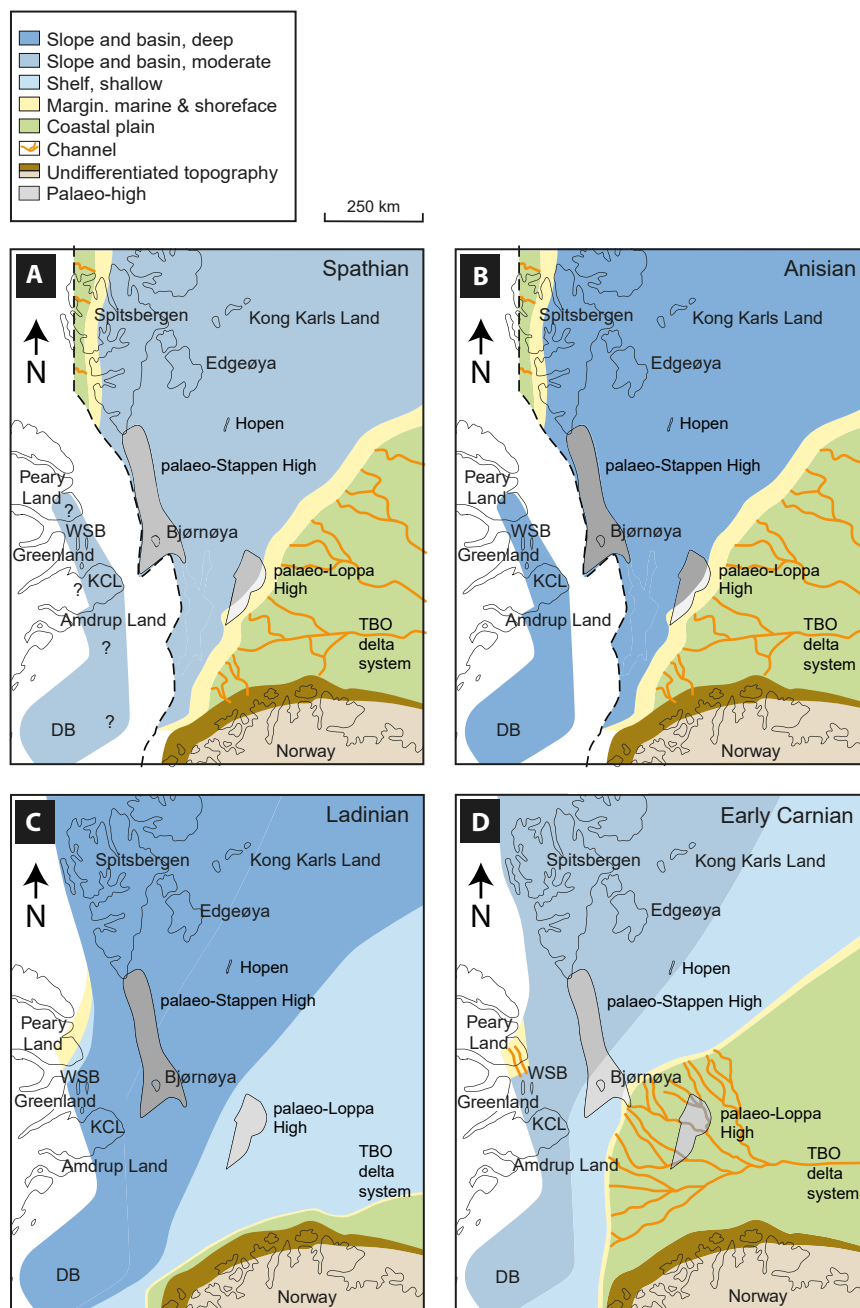 Slope and basin, deep
Slope and basin, moderate
Shelf, shallow
Margin. marine & shoreface
Coastal plain
Channel
Undifferentiated topography
Palaeo-high
250 km
A
Spathian
N
Spitsbergen
Kong Karls Land
Edgeøya
Hopen
palaeo-Stappen High
Peary
Land
?
WSB
Bjørnøya
Greenland
KCL
?
palaeo-Loppa
High
Amdrup Land
?
TBO
delta
system
DB
?
Norway
B
Anisian
N
Spitsbergen
Kong Karls Land
Edgeøya
Hopen
palaeo-Stappen High
Peary
Land
WSB
Bjørnøya
Greenland
KCL
palaeo-Loppa
High
Amdrup Land
TBO
delta
system
DB
Norway
C
Ladinian
N
Spitsbergen
Kong Karls Land
Edgeøya
Hopen
palaeo-Stappen High
Peary
Land
WSB
Bjørnøya
Greenland
KCL
palaeo-Loppa
High
Amdrup Land
TBO
delta
system
DB
Norway
D
Early Carnian
N
Spitsbergen
Kong Karls Land
Edgeøya
Hopen
palaeo-Stappen High
Peary
Land
WSB
Bjørnøya
Greenland
KCL
palaeo-Loppa
High
Amdrup Land
TBO
delta
system
DB
Norway